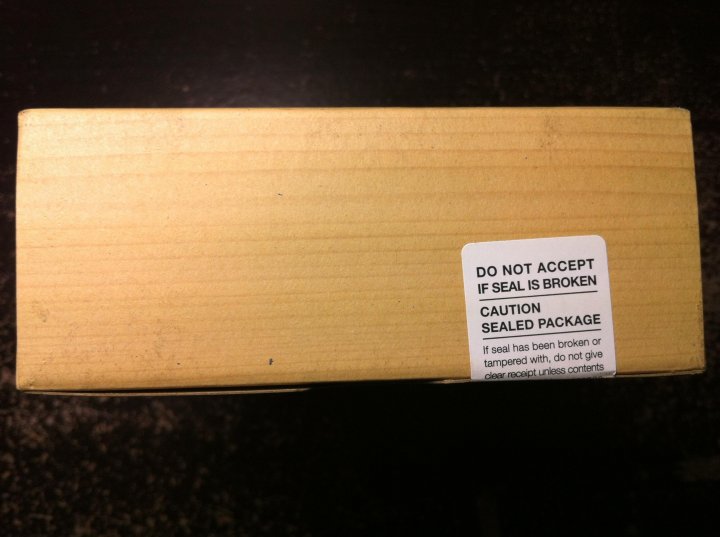 DO NOT ACCEPT
IF SEAL IS BROKEN
CAUTION
SEALED PACKAGE
If seal has been broken or
tampered with, do not give
clear receipt unless contents